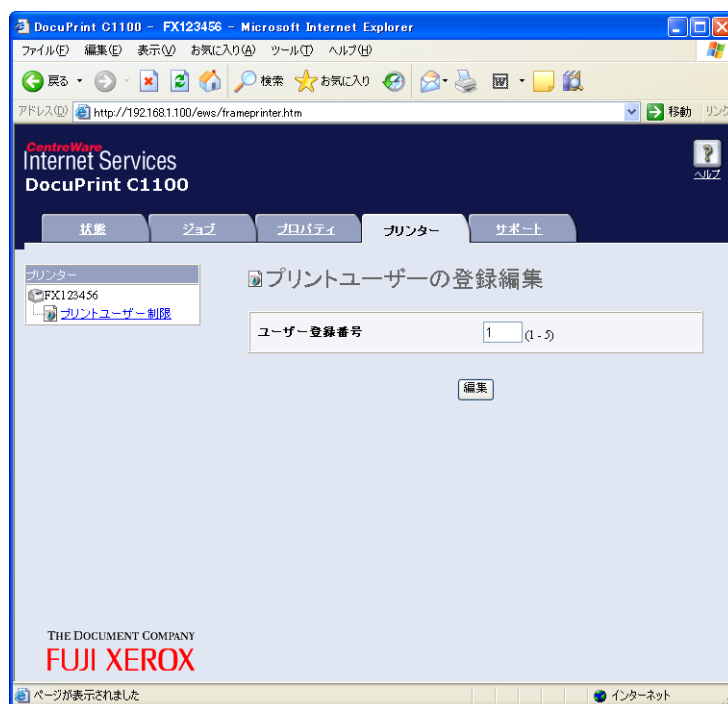 DocuPrint C1100 - FX123456 - Microsoft Internet Explorer
ファイル(F) 編集(E) 表示(V) お気に入り(A) ツール(T) ヘルプ(H)
戻る 検索 お気に入り
アドレス(D) http://192.168.1.100/ews/frameprinter.htm 移動 リンク
CentreWare
Internet Services
DocuPrint C1100
ヘルプ
状態 ジョブ プロパティ プリンター サポート
プリンター
FX123456
プリントユーザー制限
プリントユーザーの登録編集
ユーザー登録番号 1 (1 - 5)
編集
THE DOCUMENT COMPANY
FUJI XEROX
ページが表示されました インターネット